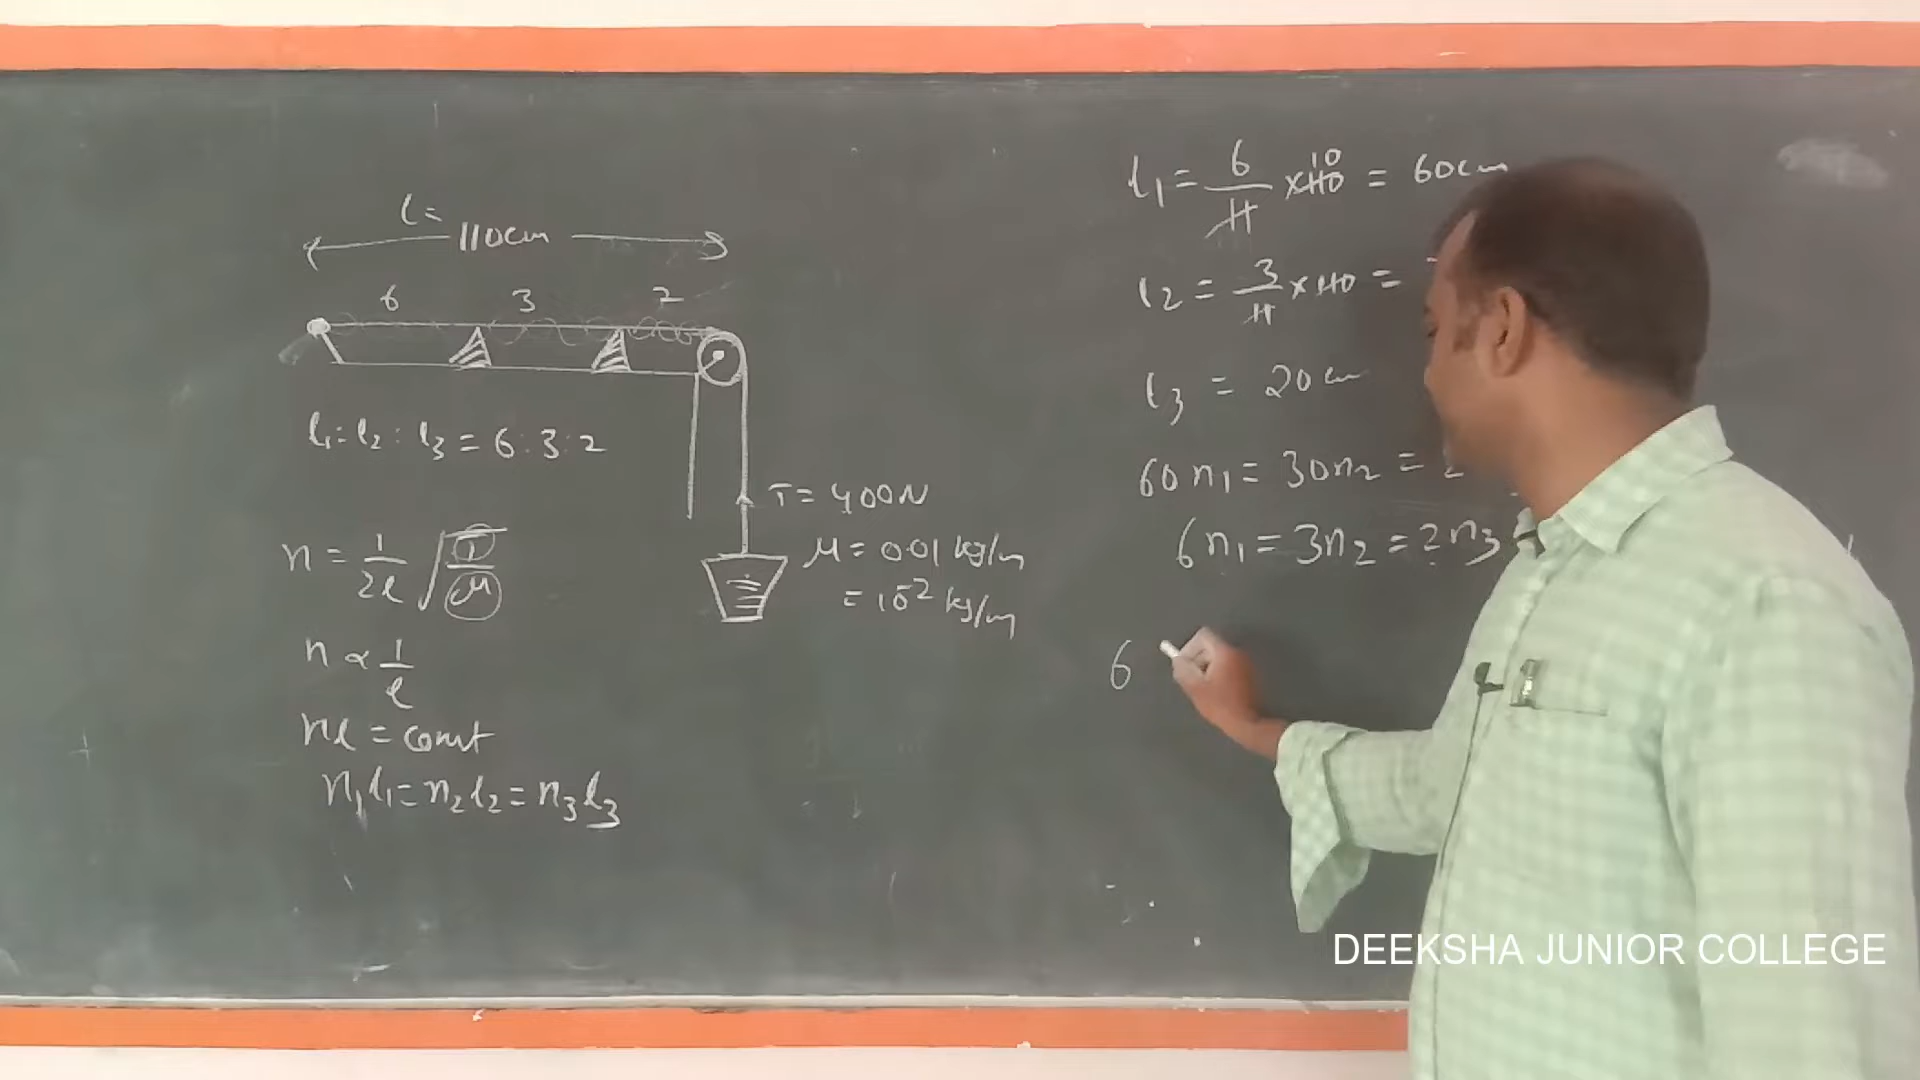 l =
110cm
6 3 2
l₁ = l₂ : l₃ = 6 : 3 : 2
T = 400N
μ = 0.01 kg/m
= 10⁻² kg/m
n = 1/2l √T/μ
n ∝ 1/l
nl = const
n₁l₁ = n₂l₂ = n₃l₃
l₁ = 6/11 × 110 10 = 60cm
l₂ = 3/11 × 110 =
l₃ = 20cm
60n₁ = 30n₂ = 2
6n₁ = 3n₂ = 2n₃
6
DEEKSHA JUNIOR COLLEGE